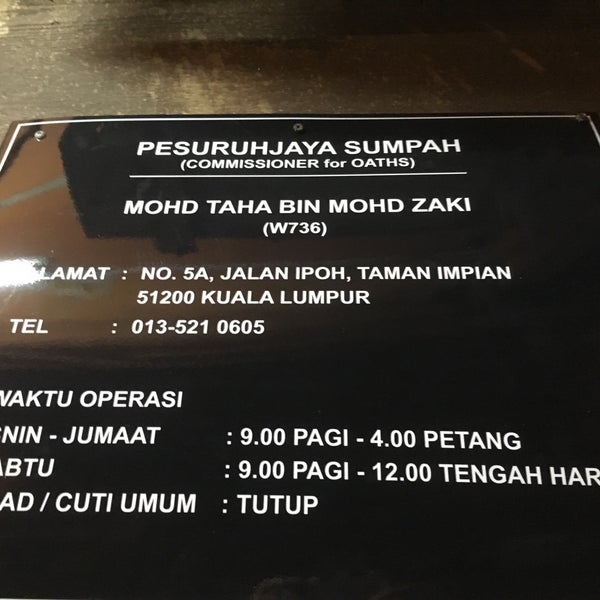 PESURUHJAYA SUMPAH
(COMMISSIONER for OATHS)
MOHD TAHA BIN MOHD ZAKI
(W736)
LAMAT : NO. 5A, JALAN IPOH, TAMAN IMPIAN
51200 KUALA LUMPUR
TEL : 013-521 0605
WAKTU OPERASI
NIN - JUMAAT : 9.00 PAGI - 4.00 PETANG
ABTU : 9.00 PAGI - 12.00 TENGAH HAR
AD / CUTI UMUM : TUTUP